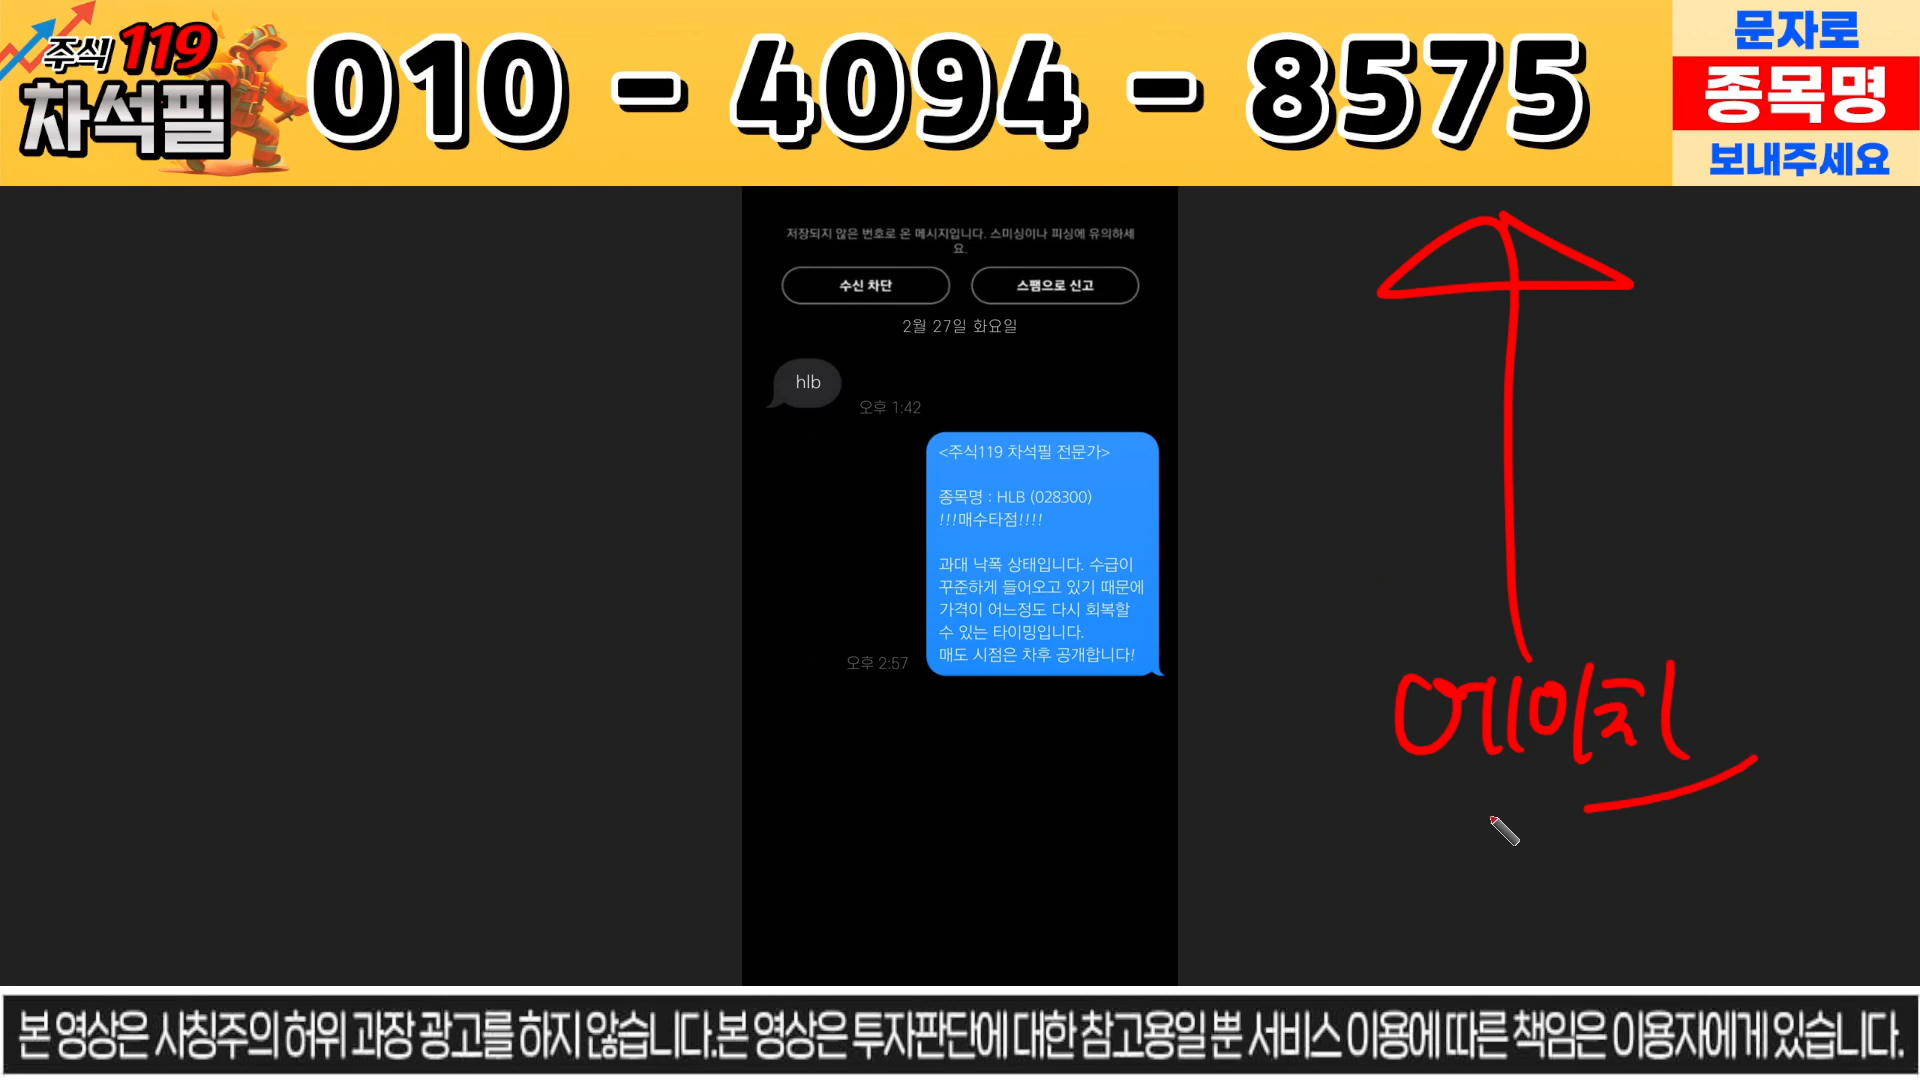 주식 119
차석필
010 - 4094 - 8575
문자로
종목명
보내주세요
저장되지 않은 번호로 온 메시지입니다. 스미싱이나 피싱에 유의하세
요.
수신 차단
스팸으로 신고
2월 27일 화요일
hlb
오후 1:42
<주식119 차석필 전문가>
종목명 : HLB (028300)
!!!매수타점!!!!
과대 낙폭 상태입니다. 수급이
꾸준하게 들어오고 있기 때문에
가격이 어느정도 다시 회복할
수 있는 타이밍입니다.
매도 시점은 차후 공개합니다!
오후 2:57
에이치
본 영상은 사칭주의 허위 과장 광고를 하지 않습니다.본 영상은 투자판단에 대한 참고용일 뿐 서비스 이용에 따른 책임은 이용자에게 있습니다.